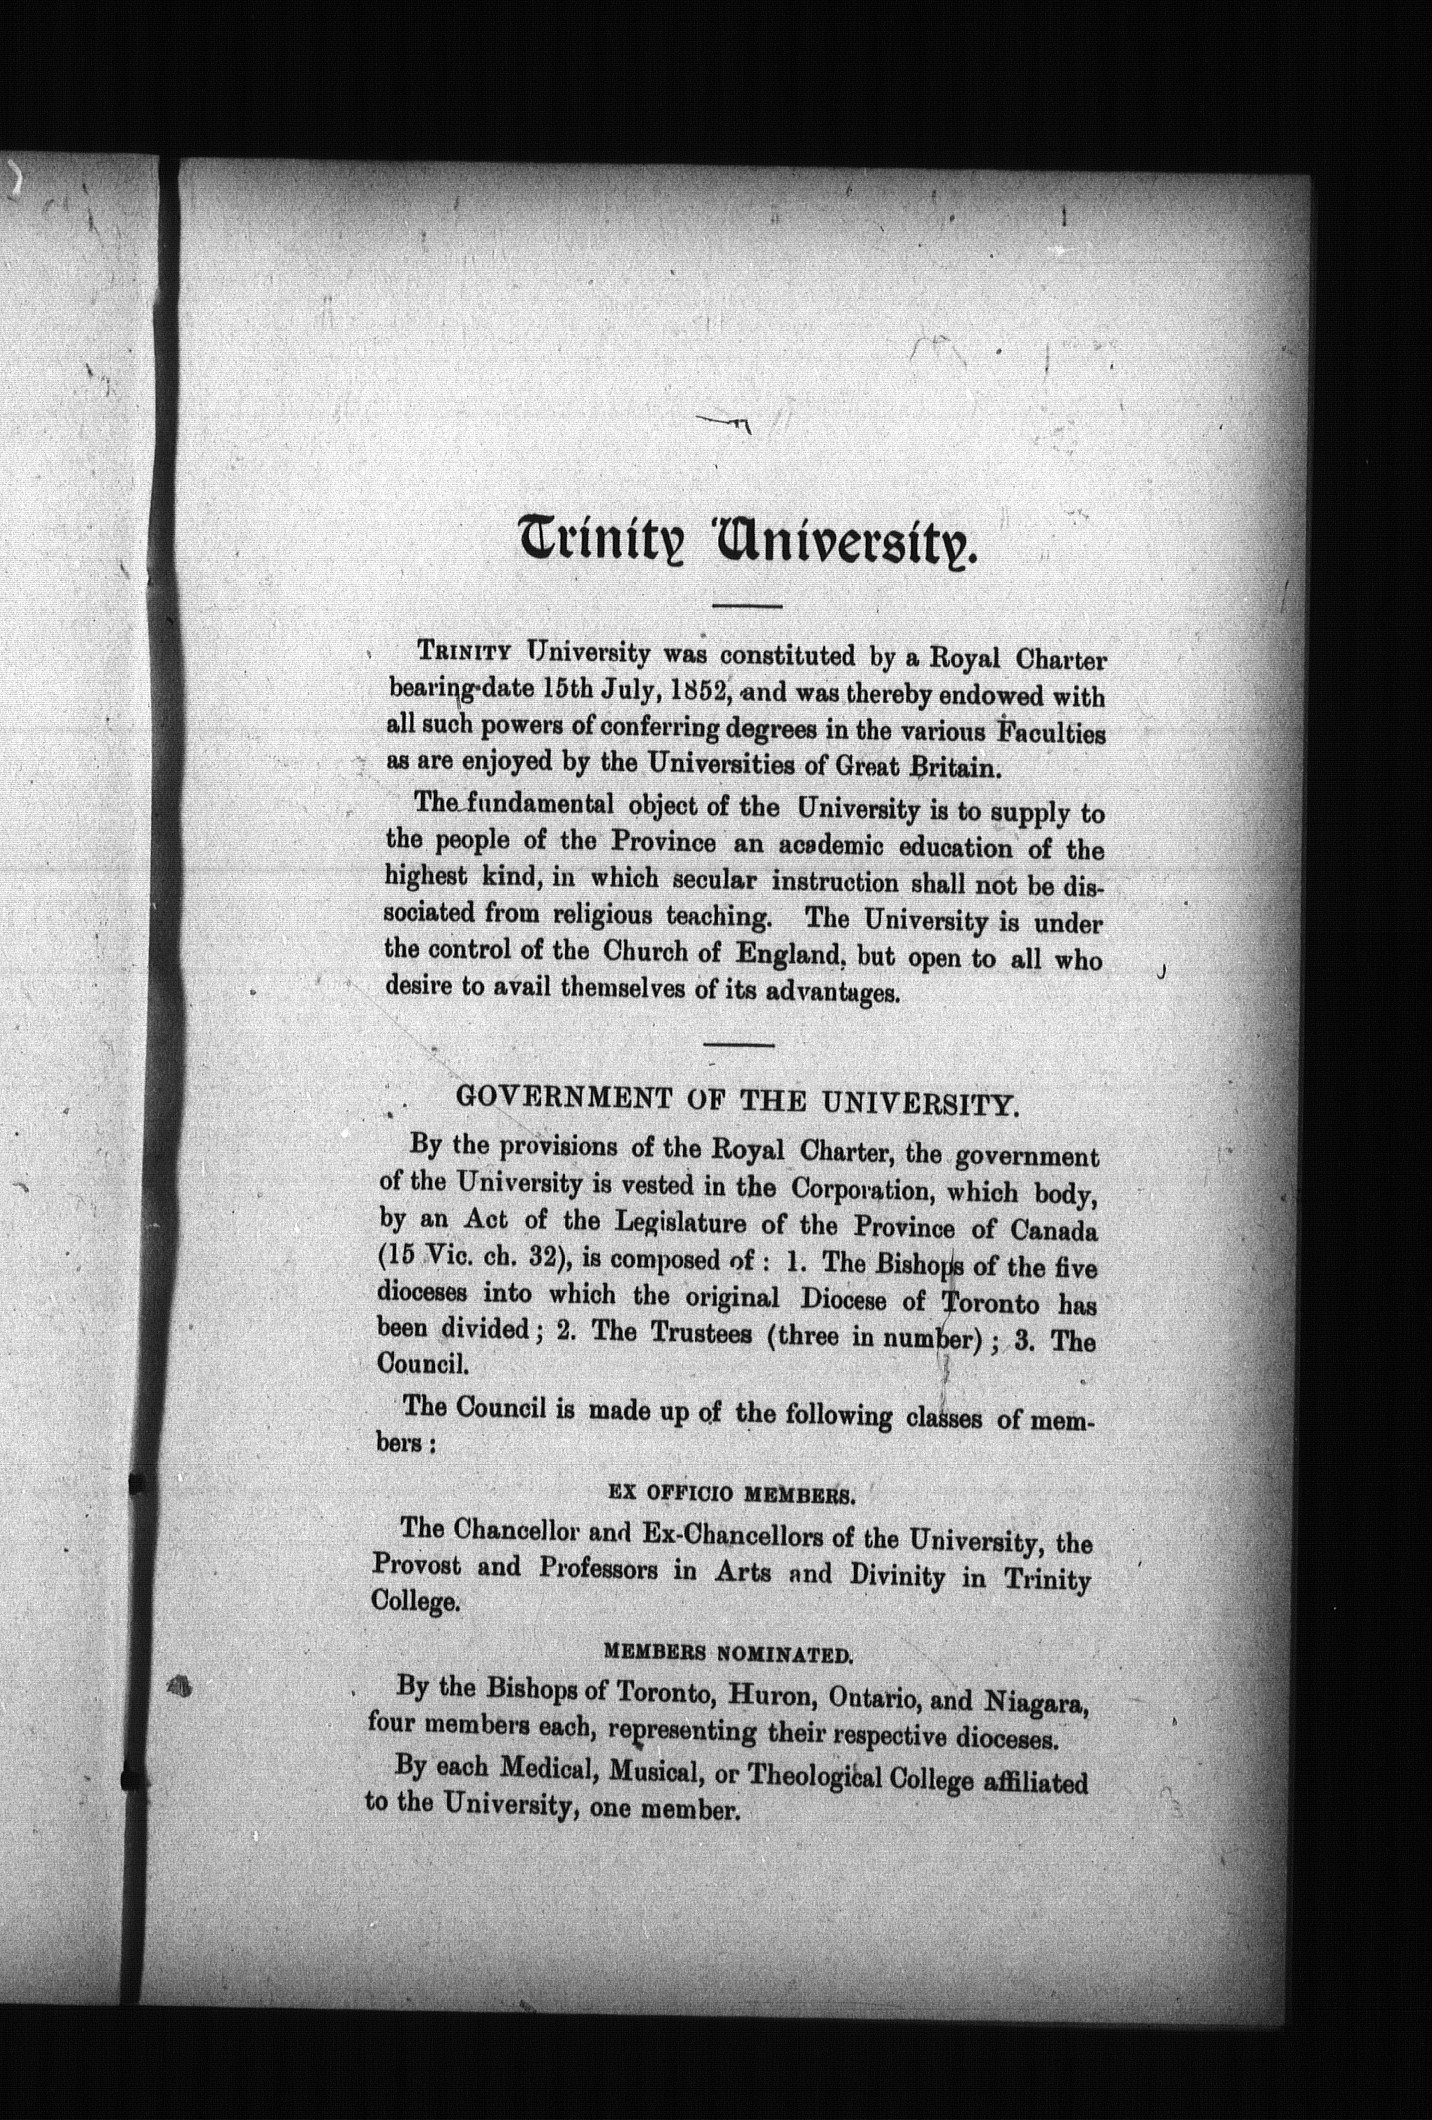 Trinity University.
TRINITY University was constituted by a Royal Charter
bearing date 15th July, 1852, and was thereby endowed with
all such powers of conferring degrees in the various Faculties
as are enjoyed by the Universities of Great Britain.
The fundamental object of the University is to supply to
the people of the Province an academic education of the
highest kind, in which secular instruction shall not be dis-
sociated from religious teaching. The University is under
the control of the Church of England, but open to all who
desire to avail themselves of its advantages.
GOVERNMENT OF THE UNIVERSITY.
By the provisions of the Royal Charter, the government
of the University is vested in the Corporation, which body,
by an Act of the Legislature of the Province of Canada
(15 Vic. ch. 32), is composed of : 1. The Bishops of the five
dioceses into which the original Diocese of Toronto has
been divided ; 2. The Trustees (three in number) ; 3. The
Council.
The Council is made up of the following classes of mem-
bers :
EX OFFICIO MEMBERS.
The Chancellor and Ex-Chancellors of the University, the
Provost and Professors in Arts and Divinity in Trinity
College.
MEMBERS NOMINATED.
By the Bishops of Toronto, Huron, Ontario, and Niagara,
four members each, representing their respective dioceses.
By each Medical, Musical, or Theological College affiliated
to the University, one member.